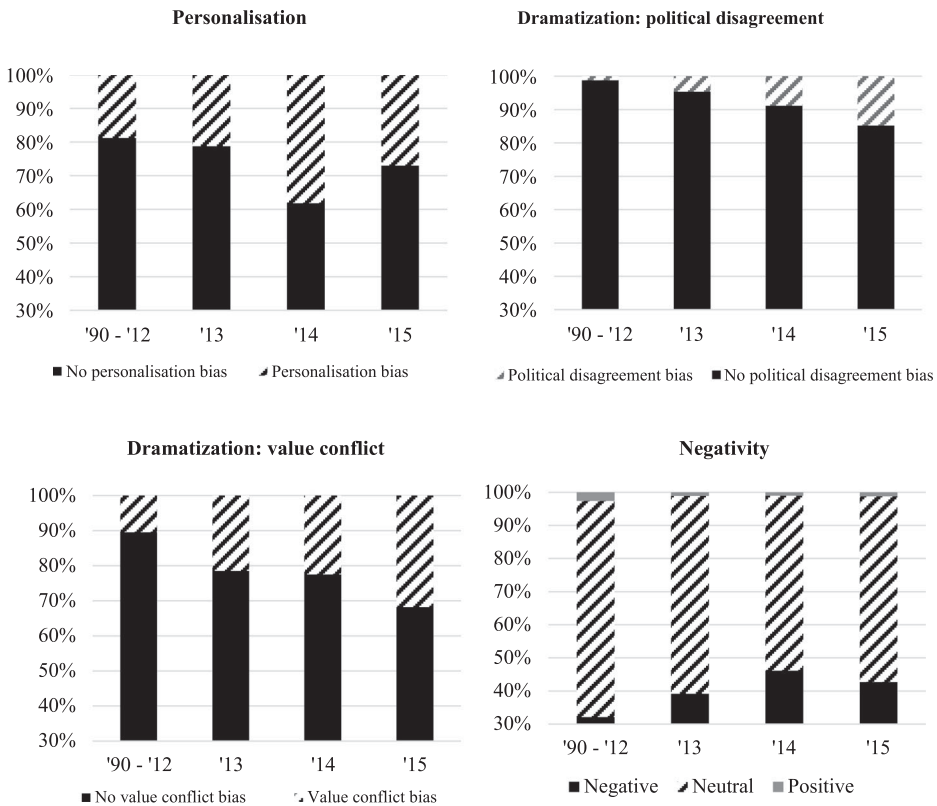 Personalisation
100%
90%
80%
70%
60%
50%
40%
30%
'90 - '12 '13 '14 '15
No personalisation bias Personalisation bias
Dramatization: political disagreement
100%
90%
80%
70%
60%
50%
40%
30%
'90 - '12 '13 '14 '15
Political disagreement bias No political disagreement bias
Dramatization: value conflict
100%
90%
80%
70%
60%
50%
40%
30%
'90 - '12 '13 '14 '15
No value conflict bias Value conflict bias
Negativity
100%
90%
80%
70%
60%
50%
40%
30%
'90 - '12 '13 '14 '15
Negative Neutral Positive